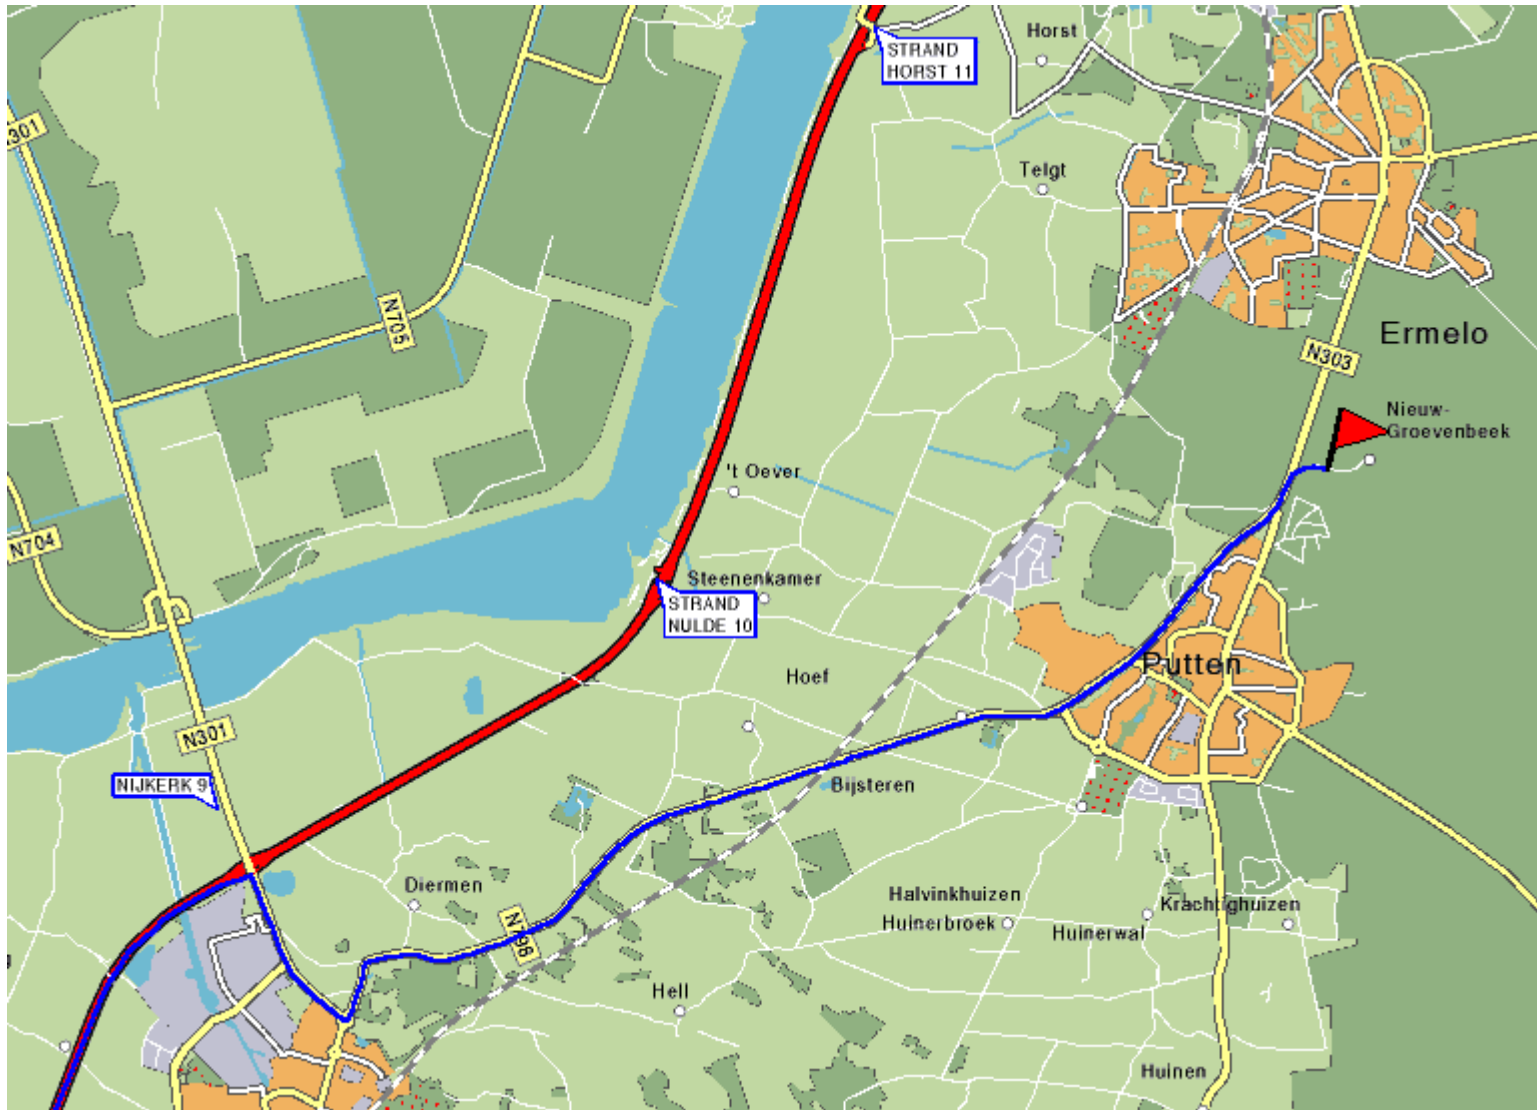 STRAND
HORST 11
Horst
N301
Telgt
N705
Ermelo
N303
Nieuw-
Groevenbeek
't Oever
N704
Steenenkamer
STRAND
NULDE 10
Putten
Hoef
N301
NIJKERK 9
Bijsteren
Diermen
Halvinkhuizen
Krachtighuizen
N798
Huinerbroek
Huinerwal
Hell
Huinen